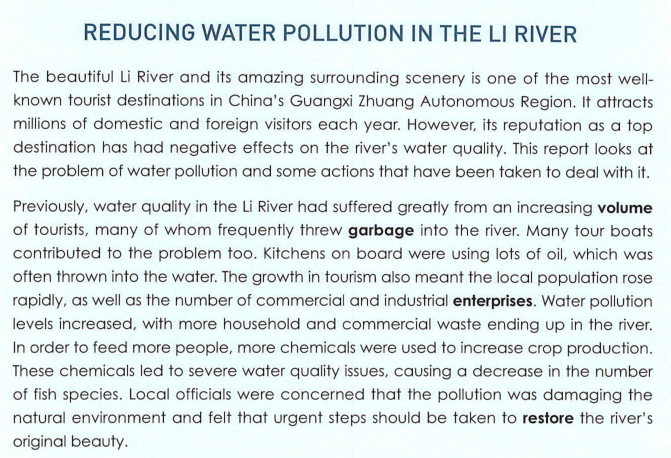 REDUCING WATER POLLUTION IN THE LI RIVER
The beautiful Li River and its amazing surrounding scenery is one of the most well-
known tourist destinations in China's Guangxi Zhuang Autonomous Region. It attracts
millions of domestic and foreign visitors each year. However, its reputation as a top
destination has had negative effects on the river's water quality. This report looks at
the problem of water pollution and some actions that have been taken to deal with it.
Previously, water quality in the Li River had suffered greatly from an increasing volume
of tourists, many of whom frequently threw garbage into the river. Many tour boats
contributed to the problem too. Kitchens on board were using lots of oil, which was
often thrown into the water. The growth in tourism also meant the local population rose
rapidly, as well as the number of commercial and industrial enterprises. Water pollution
levels increased, with more household and commercial waste ending up in the river.
In order to feed more people, more chemicals were used to increase crop production.
These chemicals led to severe water quality issues, causing a decrease in the number
of fish species. Local officials were concerned that the pollution was damaging the
natural environment and felt that urgent steps should be taken to restore the river's
original beauty.